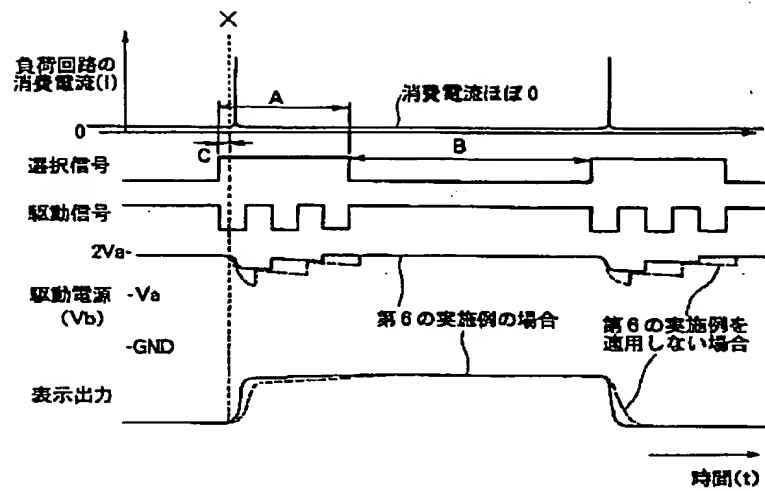 X
負荷回路の
消費電流(I)
A
消費電流ほぼ0
0
C
B
選択信号
駆動信号
2Va-
駆動電源
(Vb)
-Va
-GND
第6の実施例の場合
第6の実施例を
適用しない場合
表示出力
時間(t)